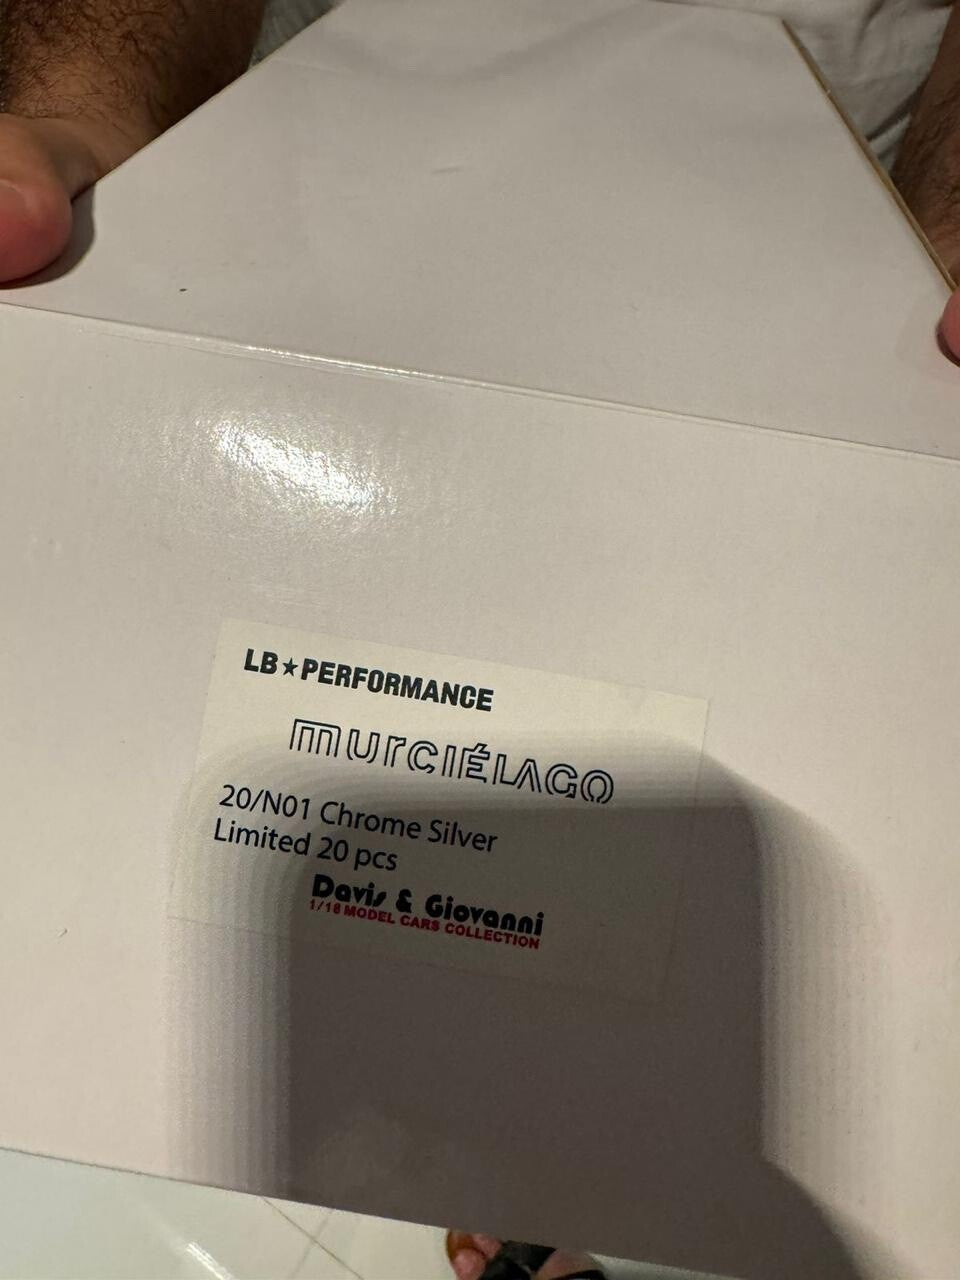 LB★PERFORMANCE
murciÉLAGO
20/N01 Chrome Silver
Limited 20 pcs
Davis & Giovanni
1/18 MODEL CARS COLLECTION